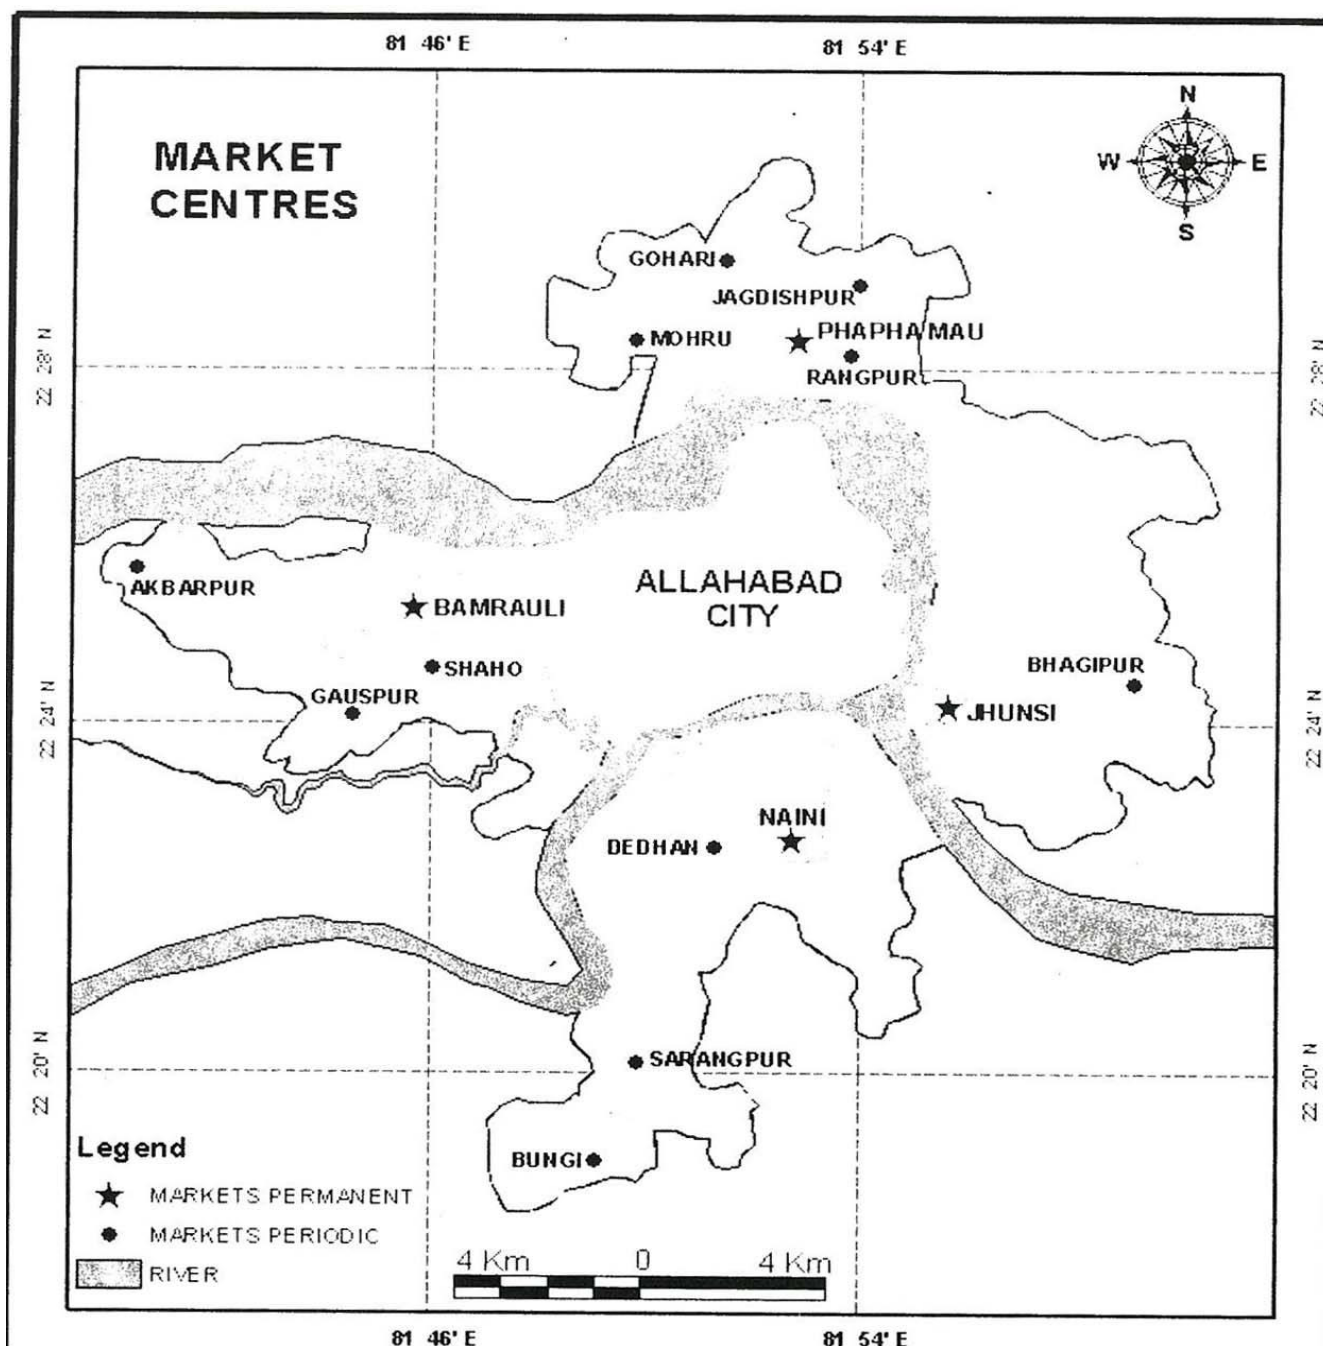 81 46' E
81 54' E
MARKET
CENTRES
N
W
E
S
GOHARI
JAGDISHPUR
MOHRU
PHAPHAMAU
RANGPUR
22 28' N
22 28' N
AKBARPUR
BAMRAULI
ALLAHABAD
CITY
SHAHO
BHAGIPUR
GAUSPUR
JHUNSI
22 24' N
22 24' N
NAINI
DEDHAN
SARANGPUR
22 20' N
22 20' N
BUNGI
Legend
MARKETS PERMANENT
MARKETS PERIODIC
RIVER
4 Km 0 4 Km
81 46' E
81 54' E